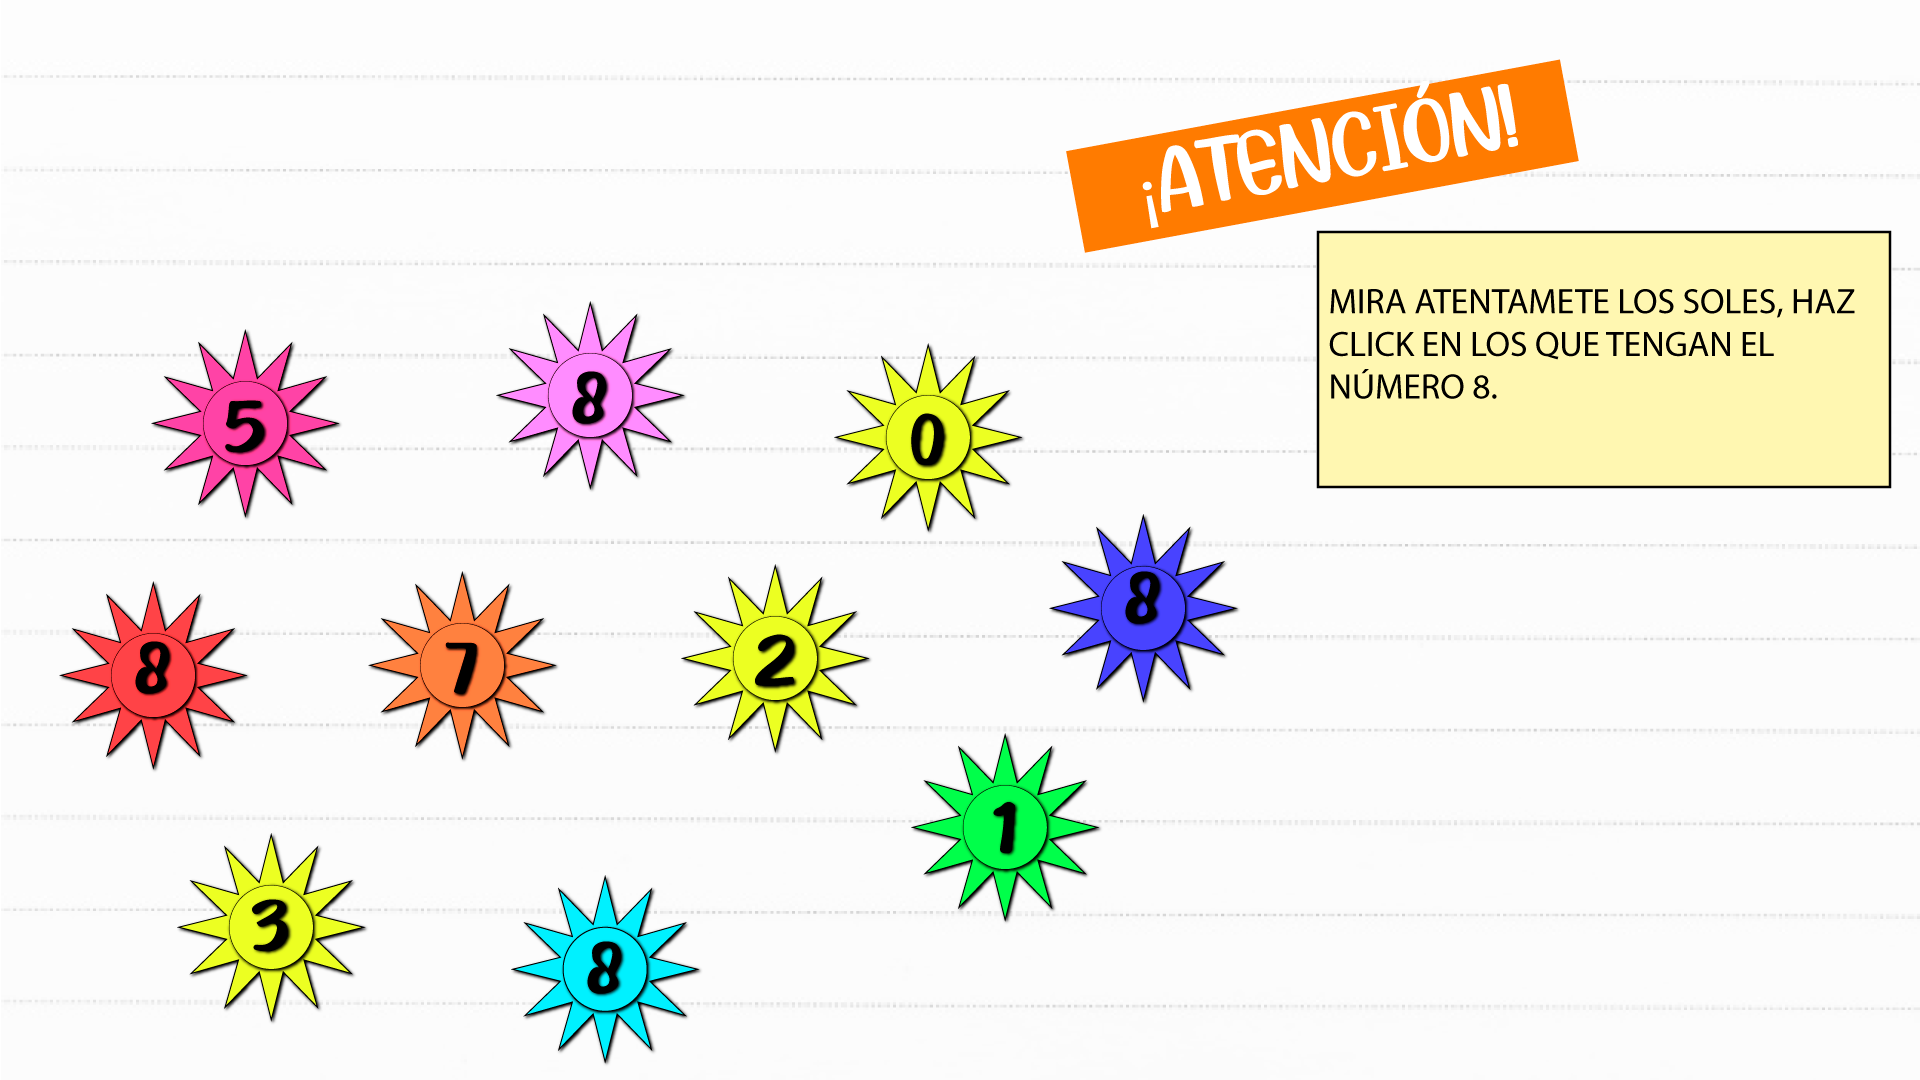 ¡ATENCIÓN!
MIRA ATENTAMETE LOS SOLES, HAZ
CLICK EN LOS QUE TENGAN EL
NÚMERO 8.
5
8
0
8
7
2
8
1
3
8